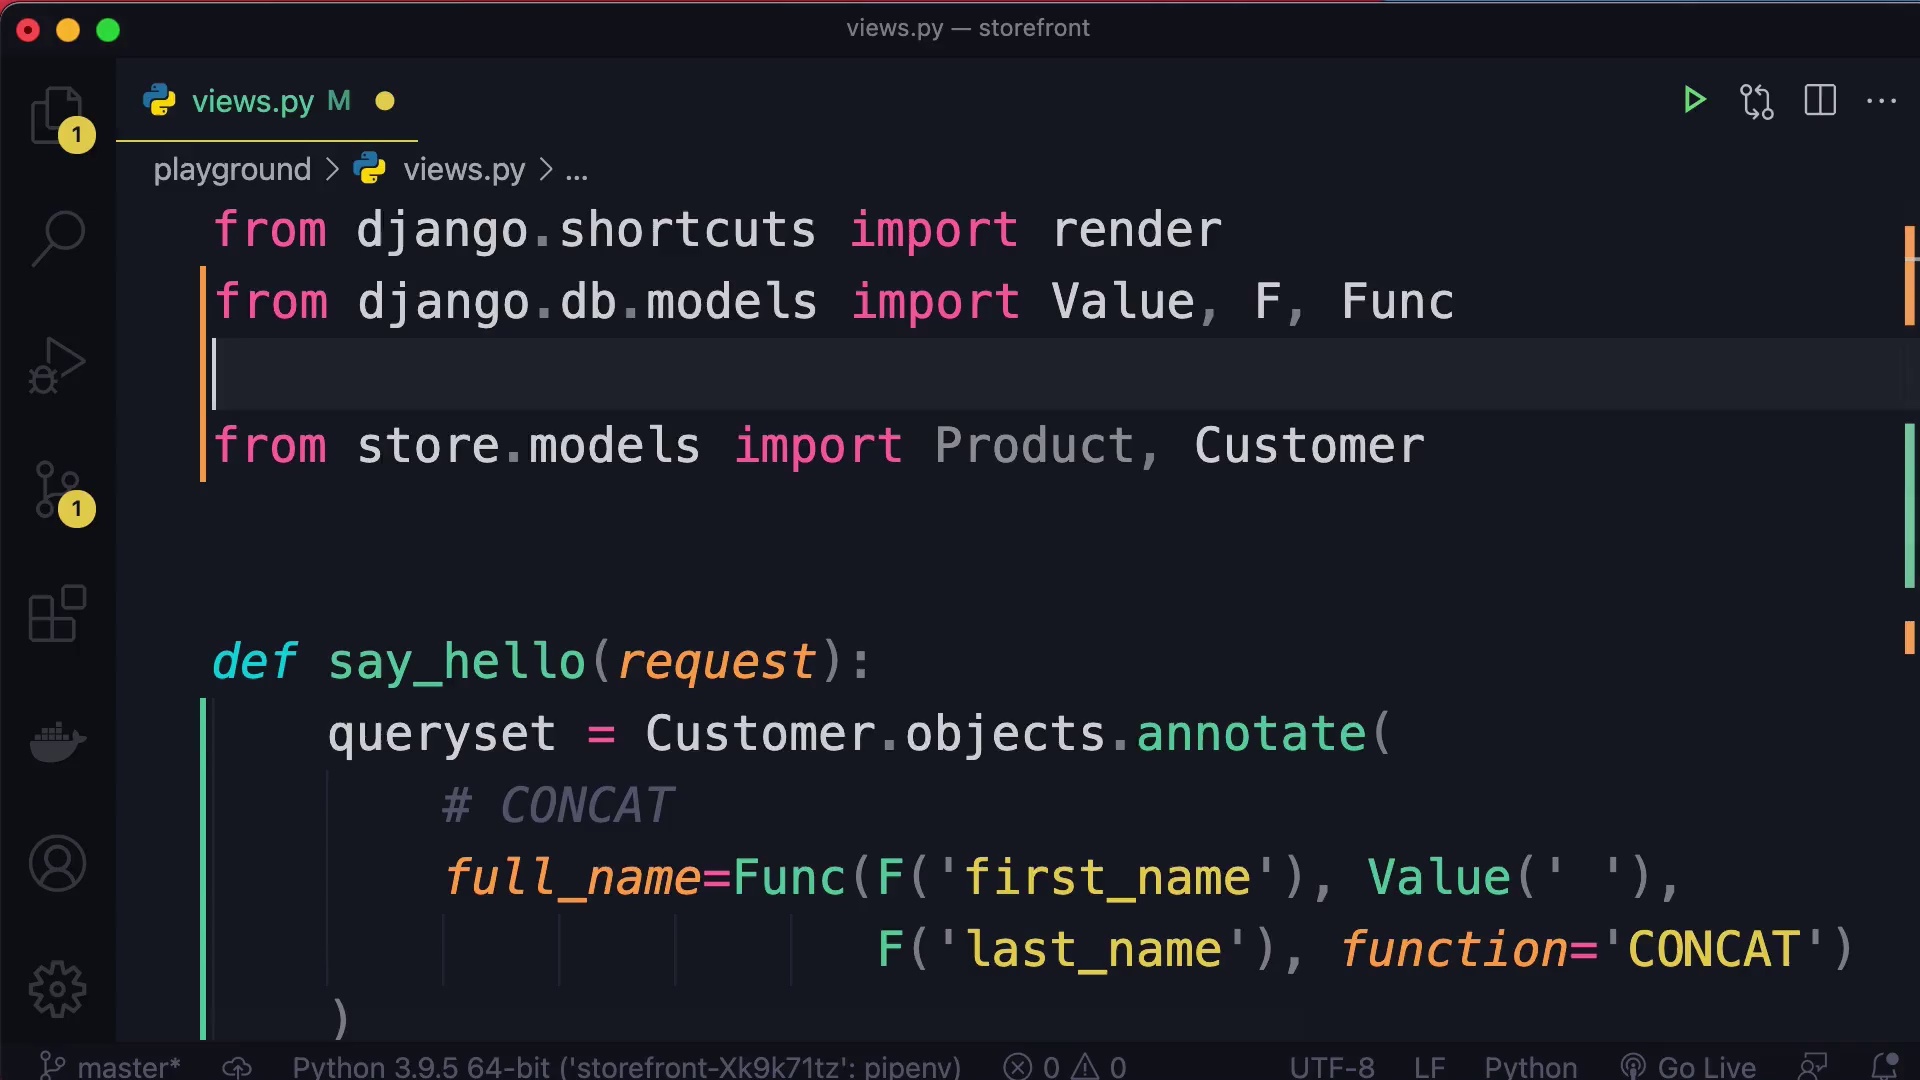 views.py — storefront
views.py M
1
playground > views.py > ...
from django.shortcuts import render
from django.db.models import Value, F, Func
from store.models import Product, Customer
1
def say_hello(request):
queryset = Customer.objects.annotate(
# CONCAT
full_name=Func(F('first_name'), Value(' '),
F('last_name'), function='CONCAT')
)
master* Python 3.9.5 64-bit ('storefront-Xk9k71tz': pipenv) 0 0 UTF-8 LF Python Go Live